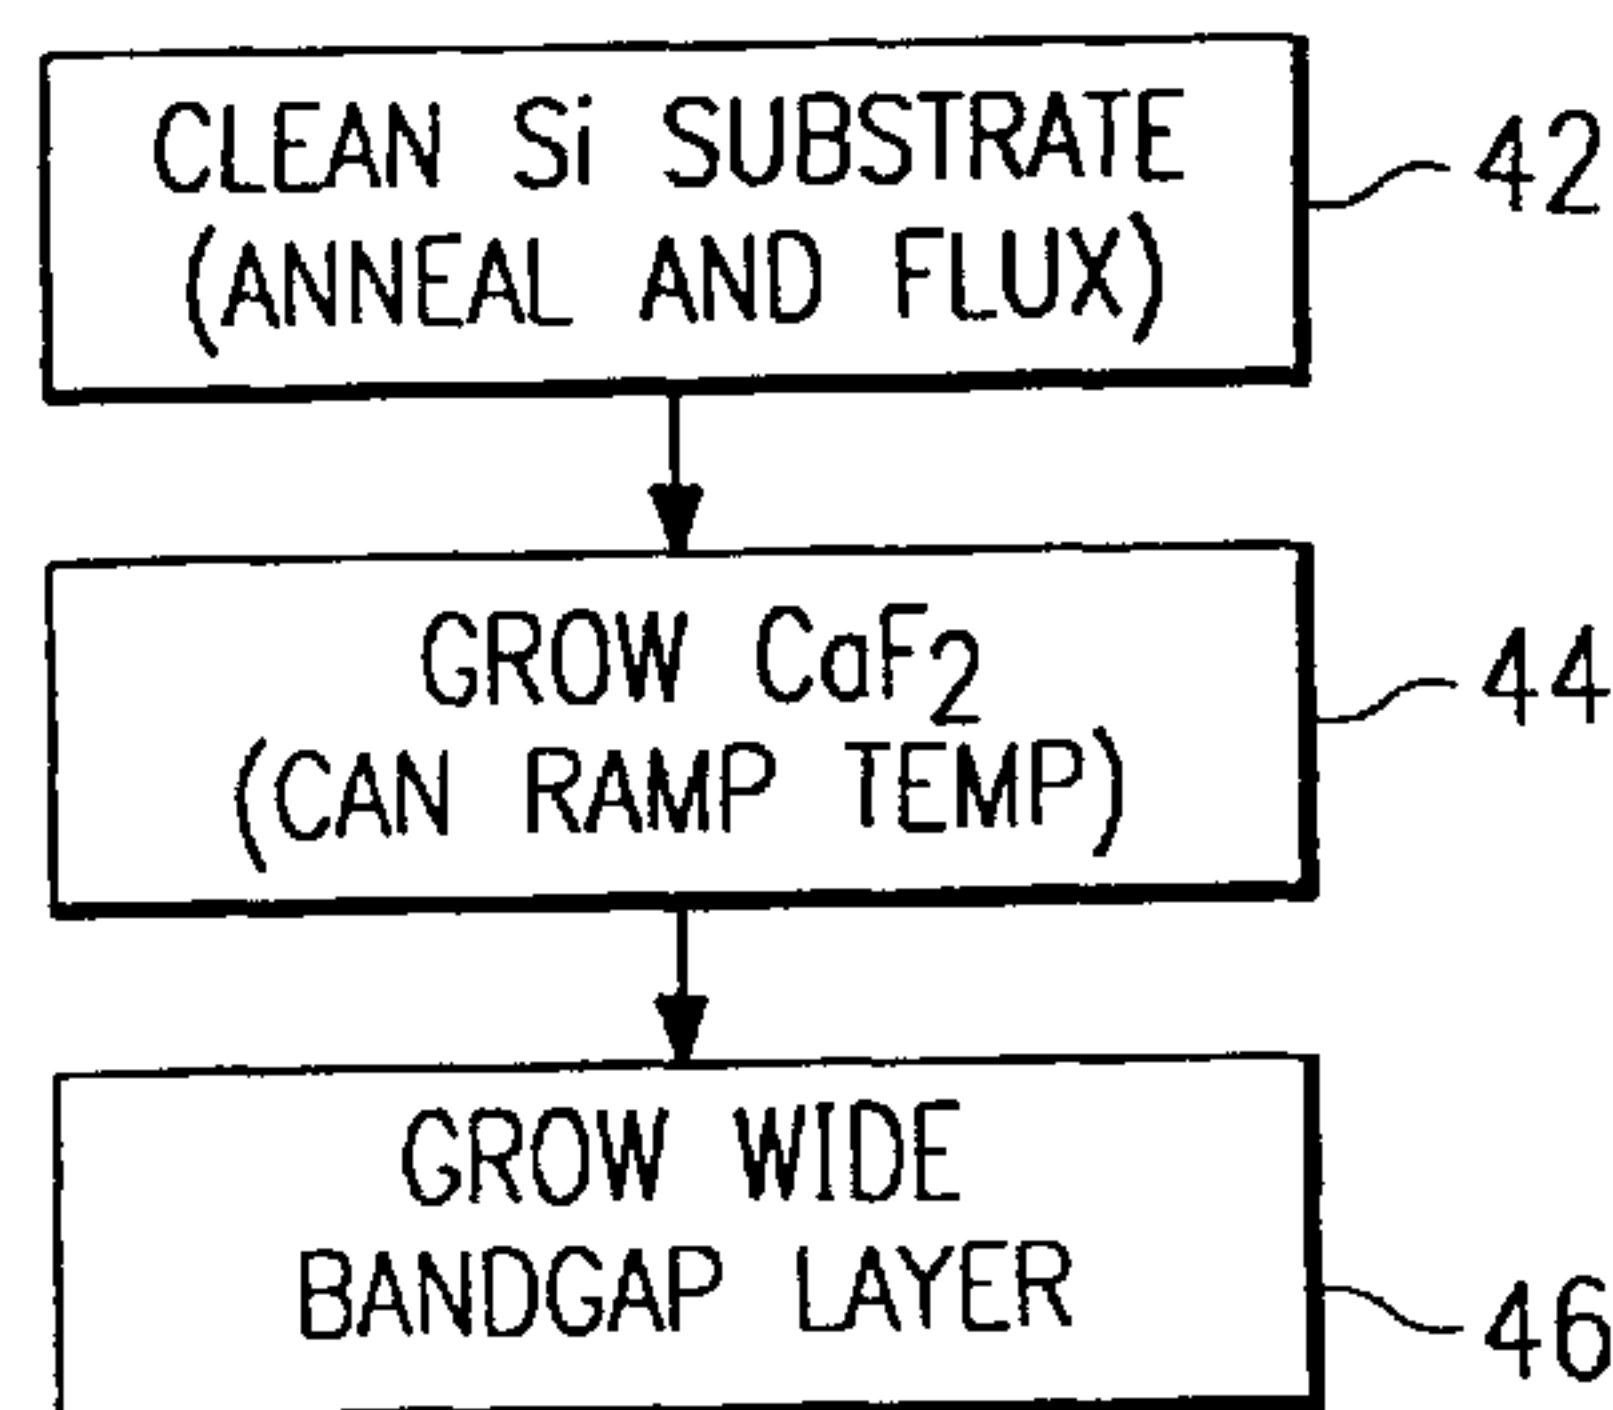 CLEAN Si SUBSTRATE
(ANNEAL AND FLUX)
42
GROW CaF2
(CAN RAMP TEMP)
44
GROW WIDE
BANDGAP LAYER
46